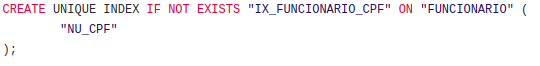 CREATE UNIQUE INDEX IF NOT EXISTS "IX_FUNCIONARIO_CPF" ON "FUNCIONARIO" (
"NU_CPF"
);